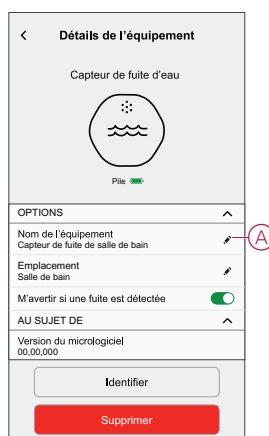 Détails de l'équipement
Capteur de fuite d'eau
Pile
OPTIONS
Nom de l'équipement
Capteur de fuite de salle de bain
A
Emplacement
Salle de bain
M'avertir si une fuite est détectée
AU SUJET DE
Version du micrologiciel
00,00,000
Identifier
Supprimer